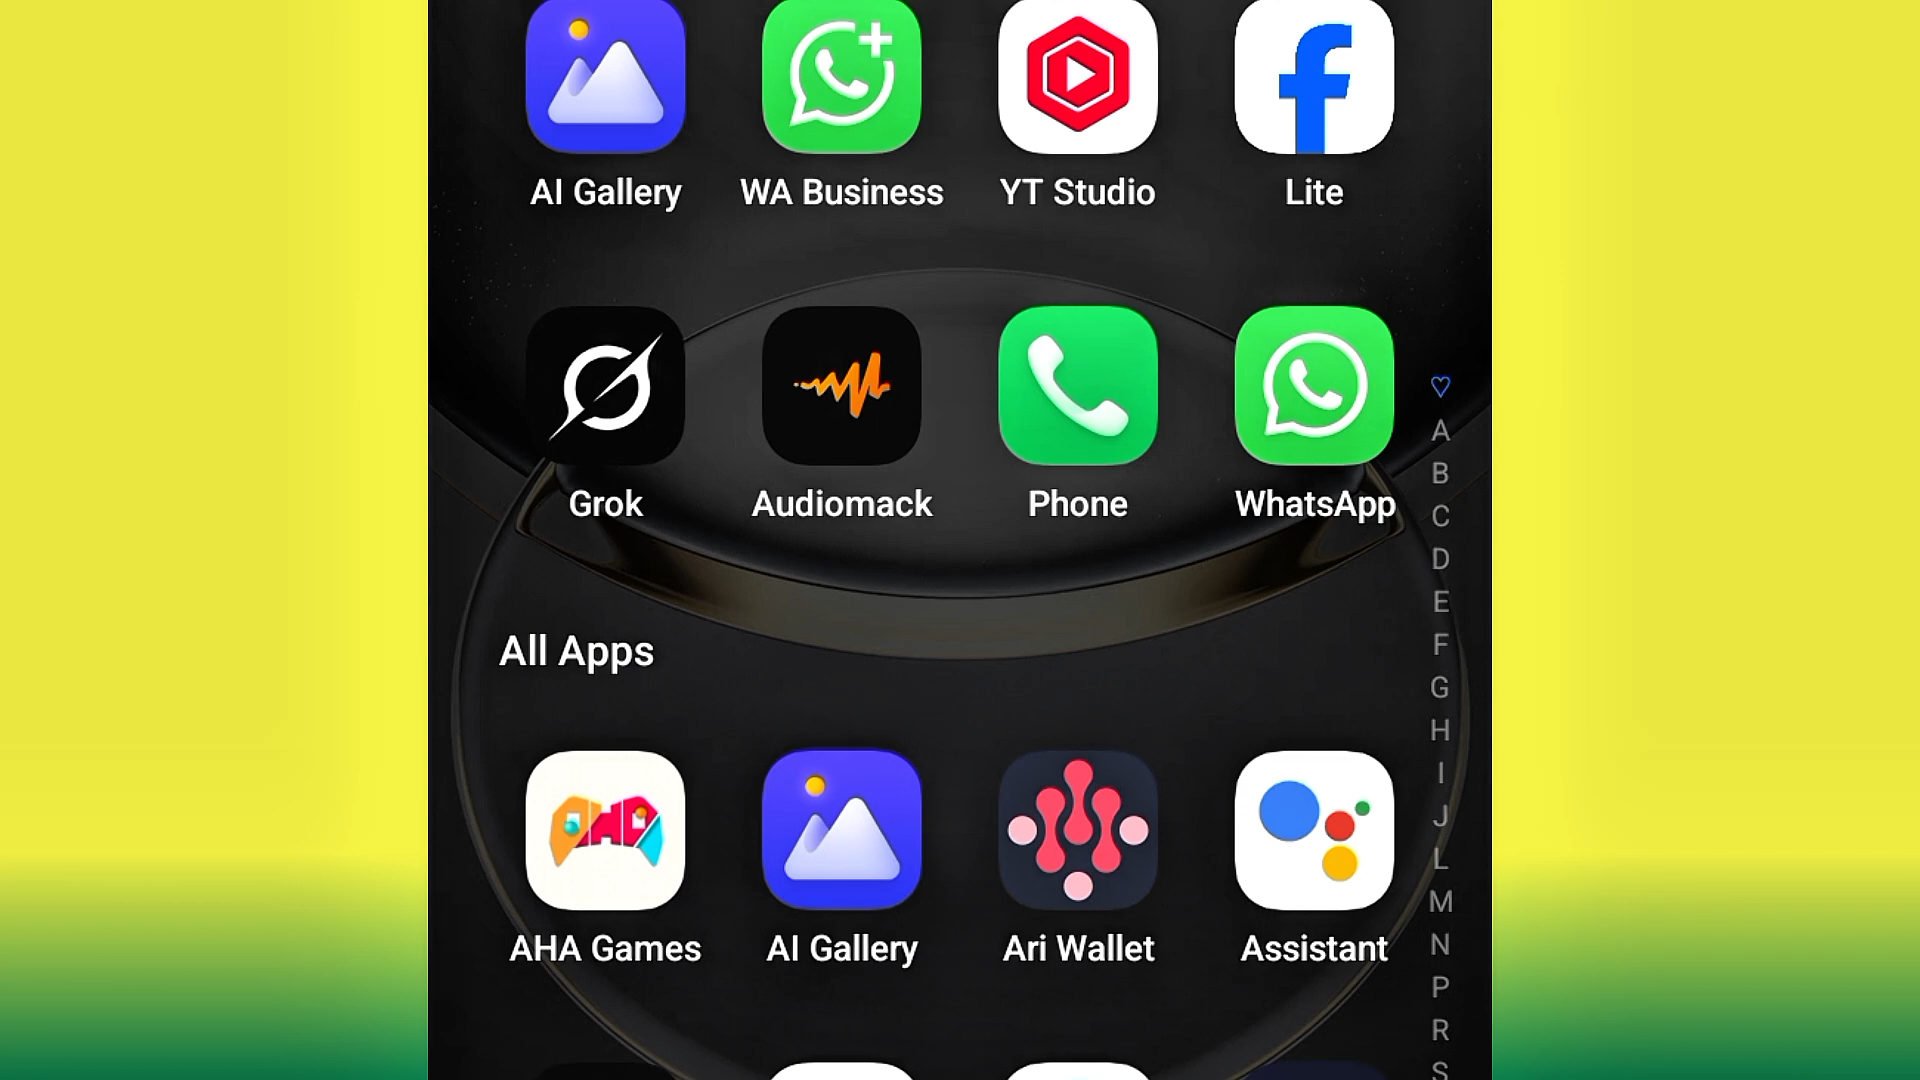 AI Gallery WA Business YT Studio Lite
Grok Audiomack Phone WhatsApp
All Apps
AHA Games AI Gallery Ari Wallet Assistant
A
B
C
D
E
F
G
H
I
J
L
M
N
P
R
S